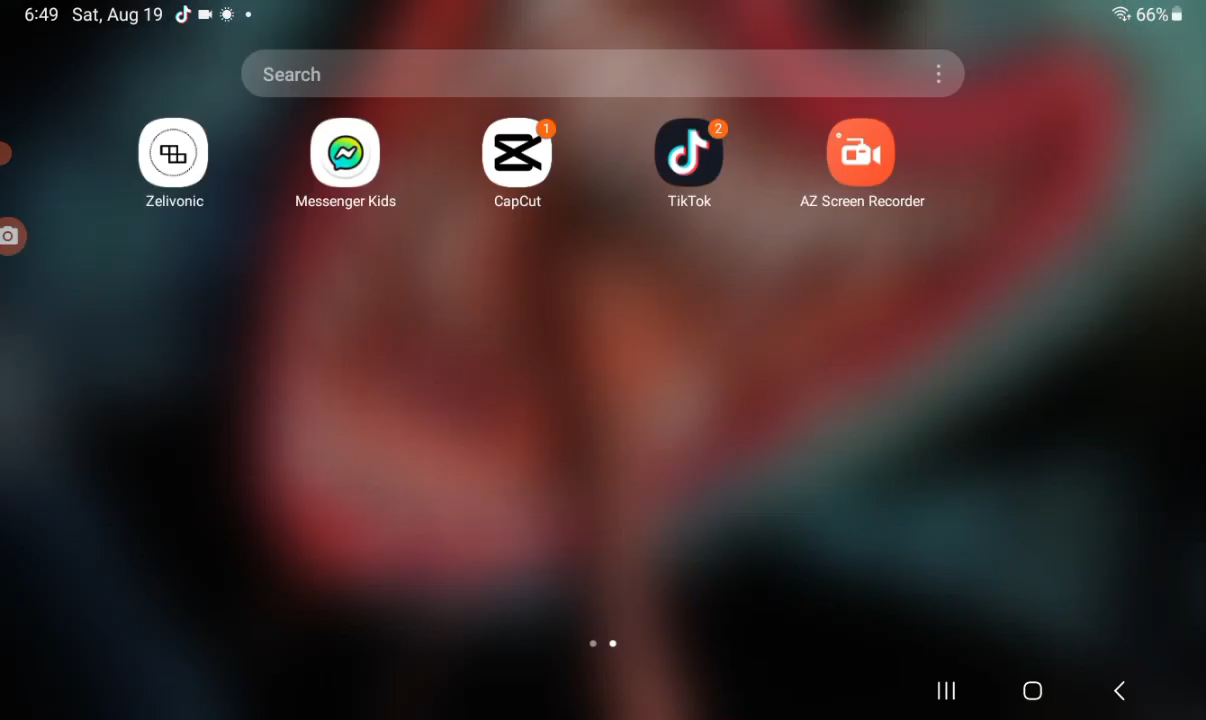 6:49 Sat, Aug 19 66%
Search
1 2
Zelivonic Messenger Kids CapCut TikTok AZ Screen Recorder